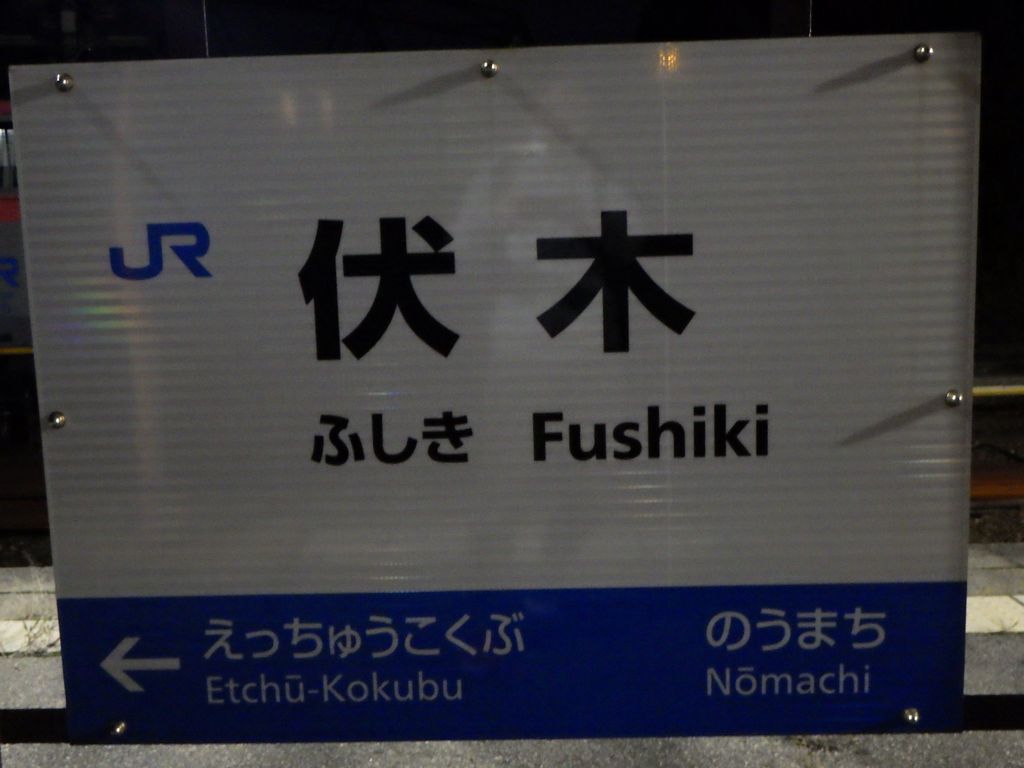 JR
伏木
ふしき Fushiki
← えっちゅうこくぶ のうまち
Etchū-Kokubu Nōmachi